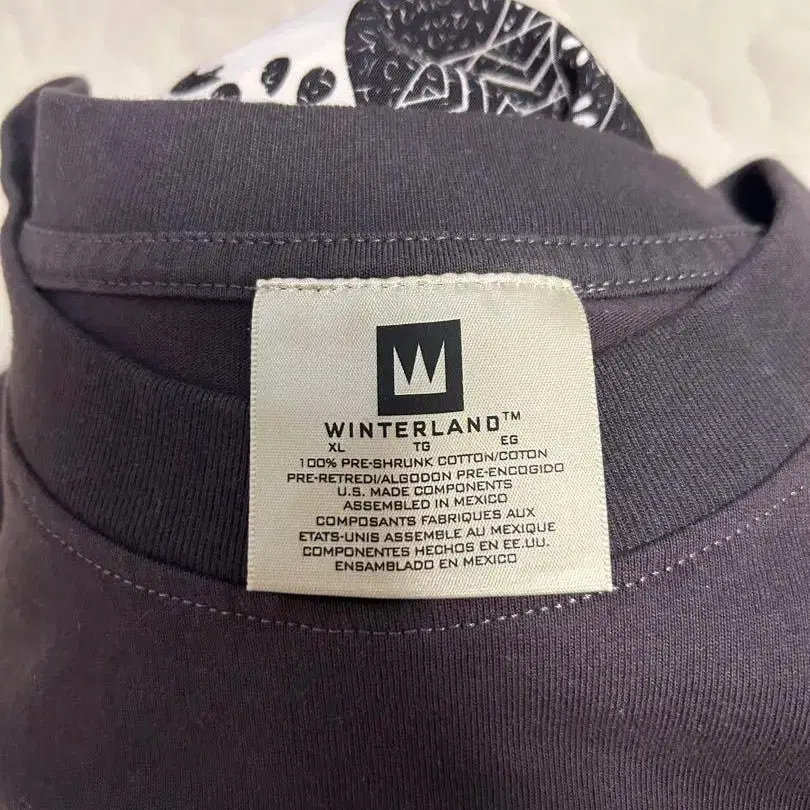 W
WINTERLAND™
XL TG EG
100% PRE-SHRUNK COTTON/COTON
PRE-RETREDI/ALGODON PRE-ENCOGIDO
U.S. MADE COMPONENTS
ASSEMBLED IN MEXICO
COMPOSANTS FABRIQUES AUX
ETATS-UNIS ASSEMBLE AU MEXIQUE
COMPONENTES HECHOS EN EE.UU.
ENSAMBLADO EN MEXICO